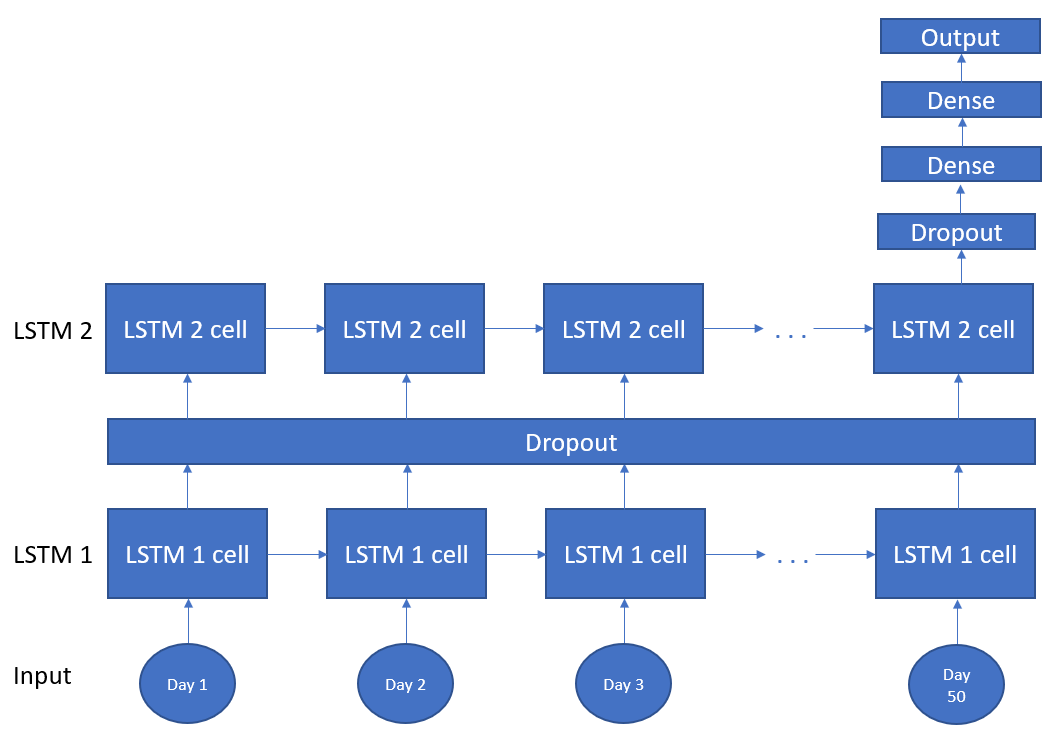 Output
Dense
Dense
Dropout
LSTM 2
LSTM 2 cell
LSTM 2 cell
LSTM 2 cell
. . .
LSTM 2 cell
Dropout
LSTM 1
LSTM 1 cell
LSTM 1 cell
LSTM 1 cell
. . .
LSTM 1 cell
Input
Day 1
Day 2
Day 3
Day
50